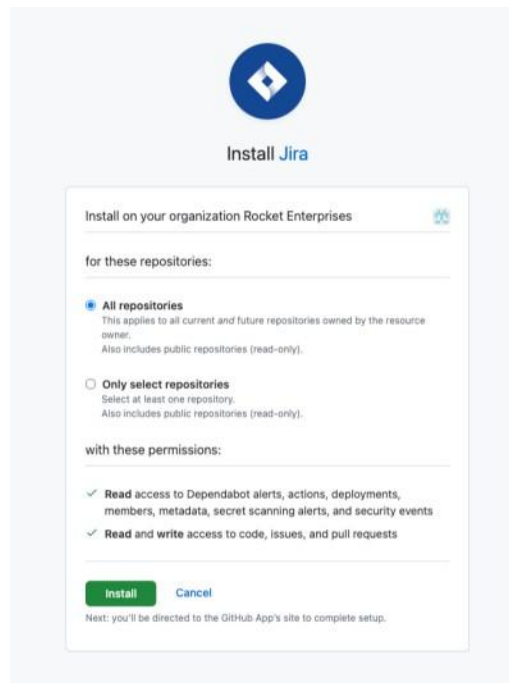 Install Jira
Install on your organization Rocket Enterprises
for these repositories:
All repositories
This applies to all current and future repositories owned by the resource
owner.
Also includes public repositories (read-only).
Only select repositories
Select at least one repository.
Also includes public repositories (read-only).
with these permissions:
Read access to Dependabot alerts, actions, deployments,
members, metadata, secret scanning alerts, and security events
Read and write access to code, issues, and pull requests
Install Cancel
Next: you'll be directed to the GitHub App's site to complete setup.